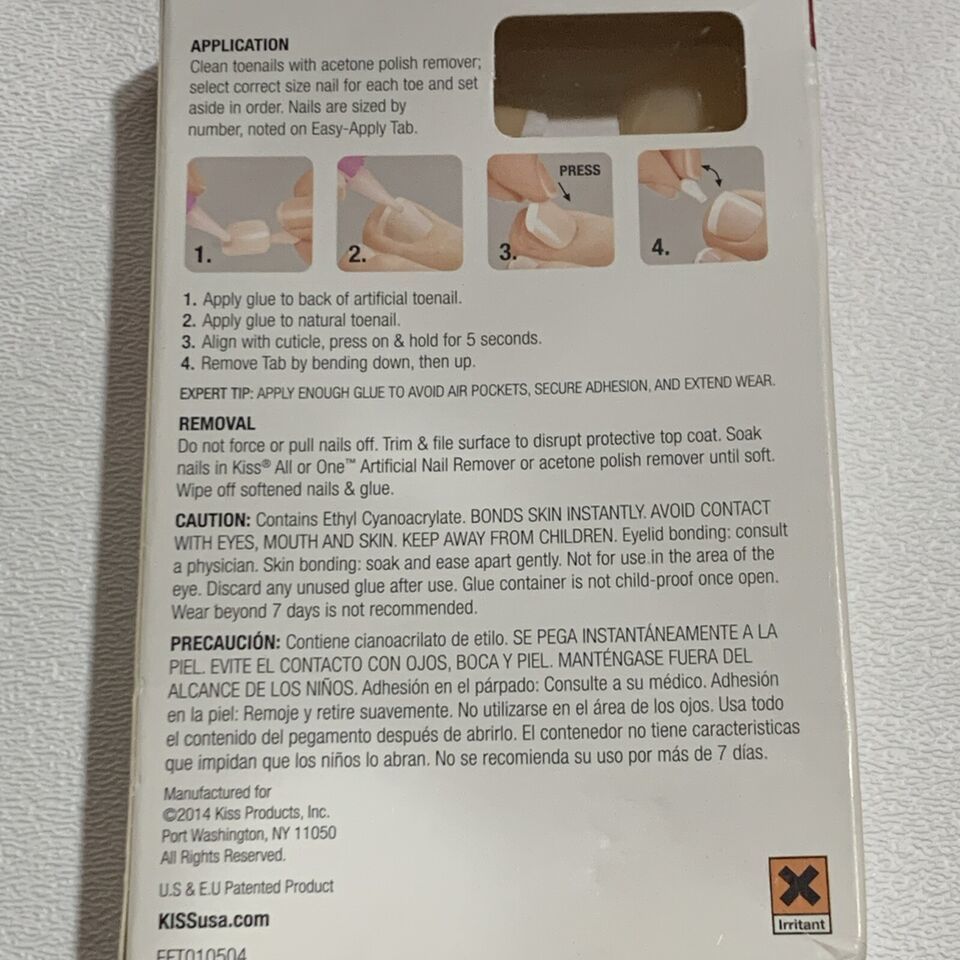 APPLICATION
Clean toenails with acetone polish remover;
select correct size nail for each toe and set
aside in order. Nails are sized by
number, noted on Easy-Apply Tab.
1.
2.
PRESS
3.
4.
1. Apply glue to back of artificial toenail.
2. Apply glue to natural toenail.
3. Align with cuticle, press on & hold for 5 seconds.
4. Remove Tab by bending down, then up.
EXPERT TIP: APPLY ENOUGH GLUE TO AVOID AIR POCKETS, SECURE ADHESION, AND EXTEND WEAR.
REMOVAL
Do not force or pull nails off. Trim & file surface to disrupt protective top coat. Soak
nails in Kiss® All or One™ Artificial Nail Remover or acetone polish remover until soft.
Wipe off softened nails & glue.
CAUTION: Contains Ethyl Cyanoacrylate. BONDS SKIN INSTANTLY. AVOID CONTACT
WITH EYES, MOUTH AND SKIN. KEEP AWAY FROM CHILDREN. Eyelid bonding: consult
a physician. Skin bonding: soak and ease apart gently. Not for use in the area of the
eye. Discard any unused glue after use. Glue container is not child-proof once open.
Wear beyond 7 days is not recommended.
PRECAUCIÓN: Contiene cianoacrilato de etilo. SE PEGA INSTANTÁNEAMENTE A LA
PIEL. EVITE EL CONTACTO CON OJOS, BOCA Y PIEL. MANTÉNGASE FUERA DEL
ALCANCE DE LOS NIÑOS. Adhesión en el párpado: Consulte a su médico. Adhesión
en la piel: Remoje y retire suavemente. No utilizarse en el área de los ojos. Usa todo
el contenido del pegamento después de abrirlo. El contenedor no tiene caracteristicas
que impidan que los niños lo abran. No se recomienda su uso por más de 7 días.
Manufactured for
©2014 Kiss Products, Inc.
Port Washington, NY 11050
All Rights Reserved.
U.S & E.U Patented Product
KISSusa.com
Irritant